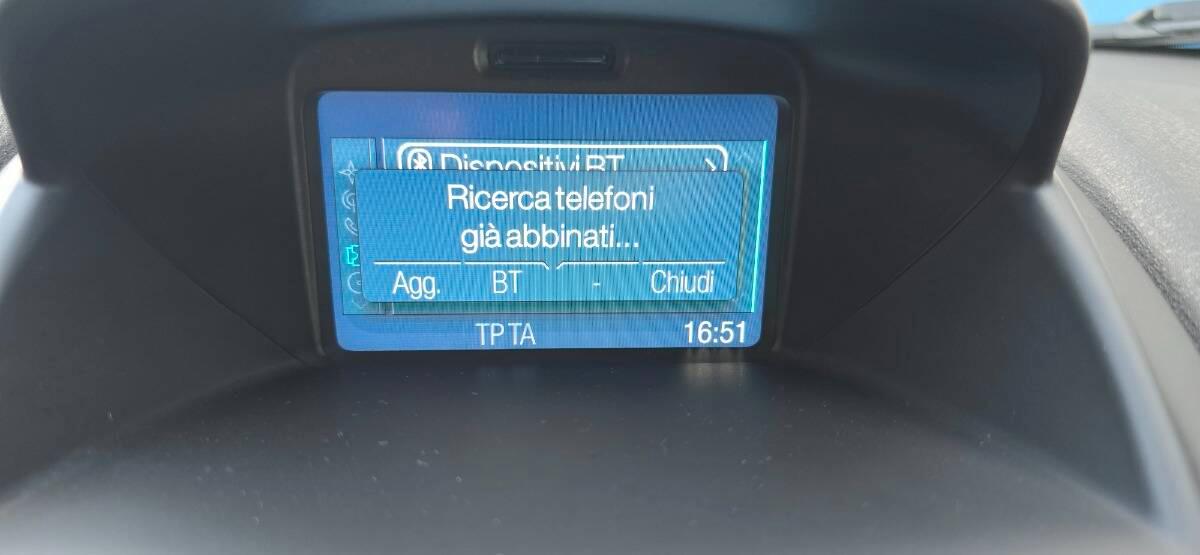 Dispositivi BT
Ricerca telefoni
già abbinati...
Agg. BT - Chiudi
TP TA 16:51